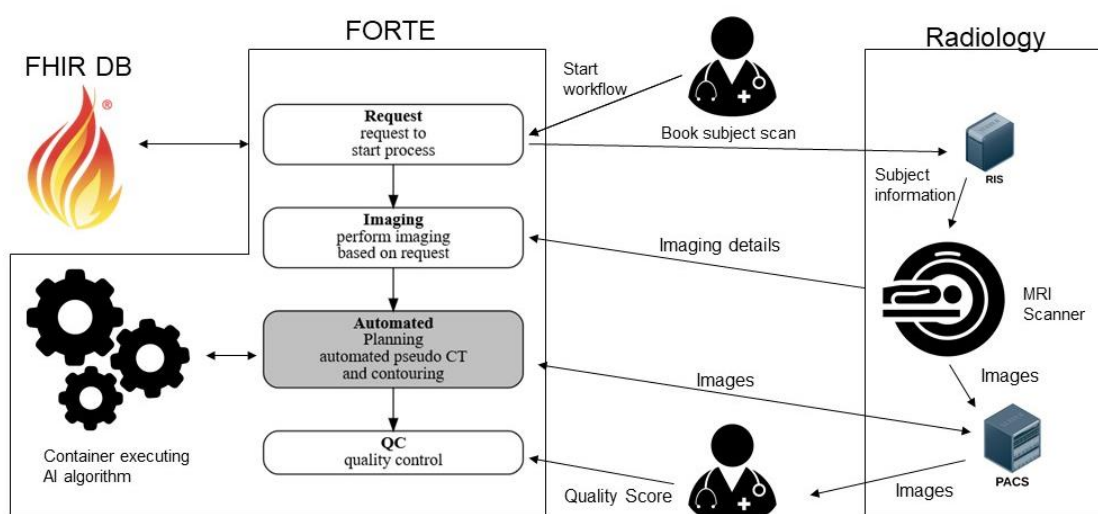 FORTE
Radiology
FHIR DB
®
Start
workflow
Request
request to
start process
Book subject scan
RIS
Subject
information
Imaging
perform imaging
based on request
Imaging details
MRI
Scanner
Automated
Planning
automated pseudo CT
and contouring
Images
Images
Container executing
AI algorithm
QC
quality control
Quality Score
Images
PACS